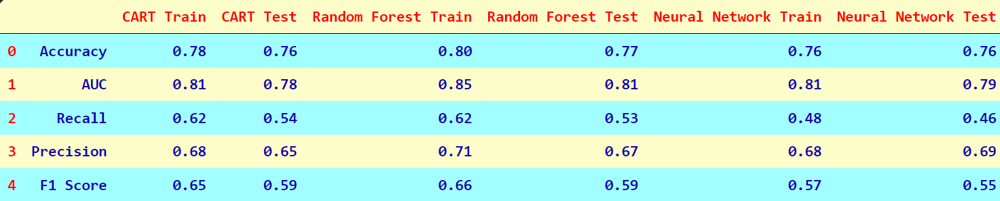 CART Train CART Test Random Forest Train Random Forest Test Neural Network Train Neural Network Test
0 Accuracy 0.78 0.76 0.80 0.77 0.76 0.76
1 AUC 0.81 0.78 0.85 0.81 0.81 0.79
2 Recall 0.62 0.54 0.62 0.53 0.48 0.46
3 Precision 0.68 0.65 0.71 0.67 0.68 0.69
4 F1 Score 0.65 0.59 0.66 0.59 0.57 0.55